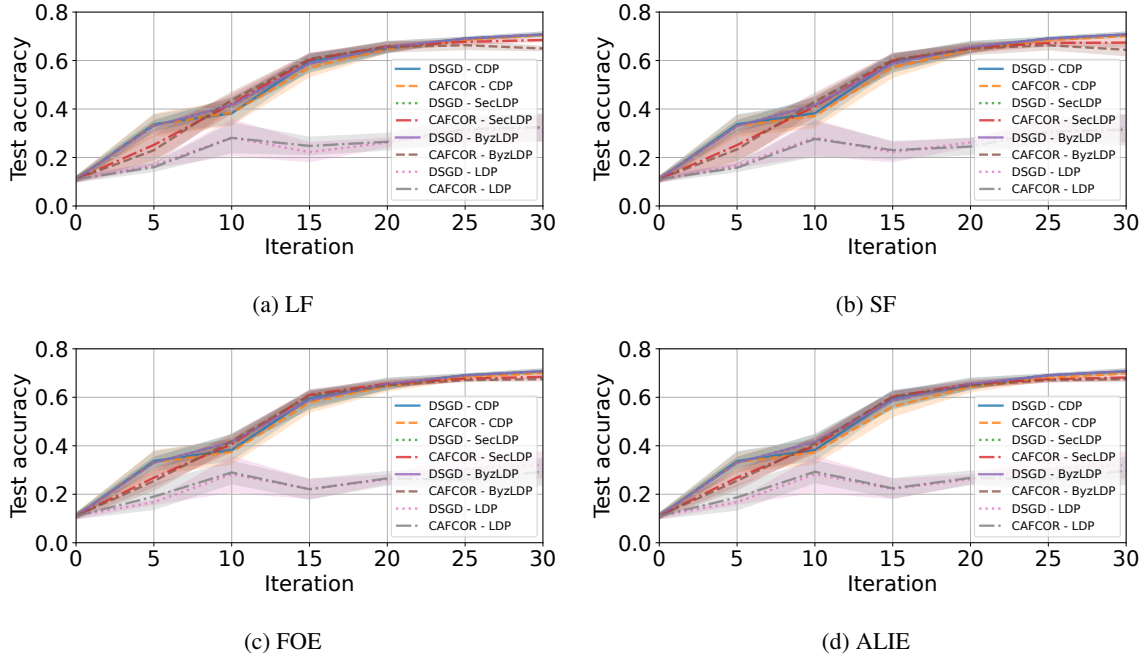 0.8
0.6
0.4
0.2
0.0
Test accuracy
0 5 10 15 20 25 30
Iteration
DSGD - CDP
CAFCOR - CDP
DSGD - SecLDP
CAFCOR - SecLDP
DSGD - ByzLDP
CAFCOR - ByzLDP
DSGD - LDP
CAFCOR - LDP
(a) LF
0.8
0.6
0.4
0.2
0.0
Test accuracy
0 5 10 15 20 25 30
Iteration
DSGD - CDP
CAFCOR - CDP
DSGD - SecLDP
CAFCOR - SecLDP
DSGD - ByzLDP
CAFCOR - ByzLDP
DSGD - LDP
CAFCOR - LDP
(b) SF
0.8
0.6
0.4
0.2
0.0
Test accuracy
0 5 10 15 20 25 30
Iteration
DSGD - CDP
CAFCOR - CDP
DSGD - SecLDP
CAFCOR - SecLDP
DSGD - ByzLDP
CAFCOR - ByzLDP
DSGD - LDP
CAFCOR - LDP
(c) FOE
0.8
0.6
0.4
0.2
0.0
Test accuracy
0 5 10 15 20 25 30
Iteration
DSGD - CDP
CAFCOR - CDP
DSGD - SecLDP
CAFCOR - SecLDP
DSGD - ByzLDP
CAFCOR - ByzLDP
DSGD - LDP
CAFCOR - LDP
(d) ALIE